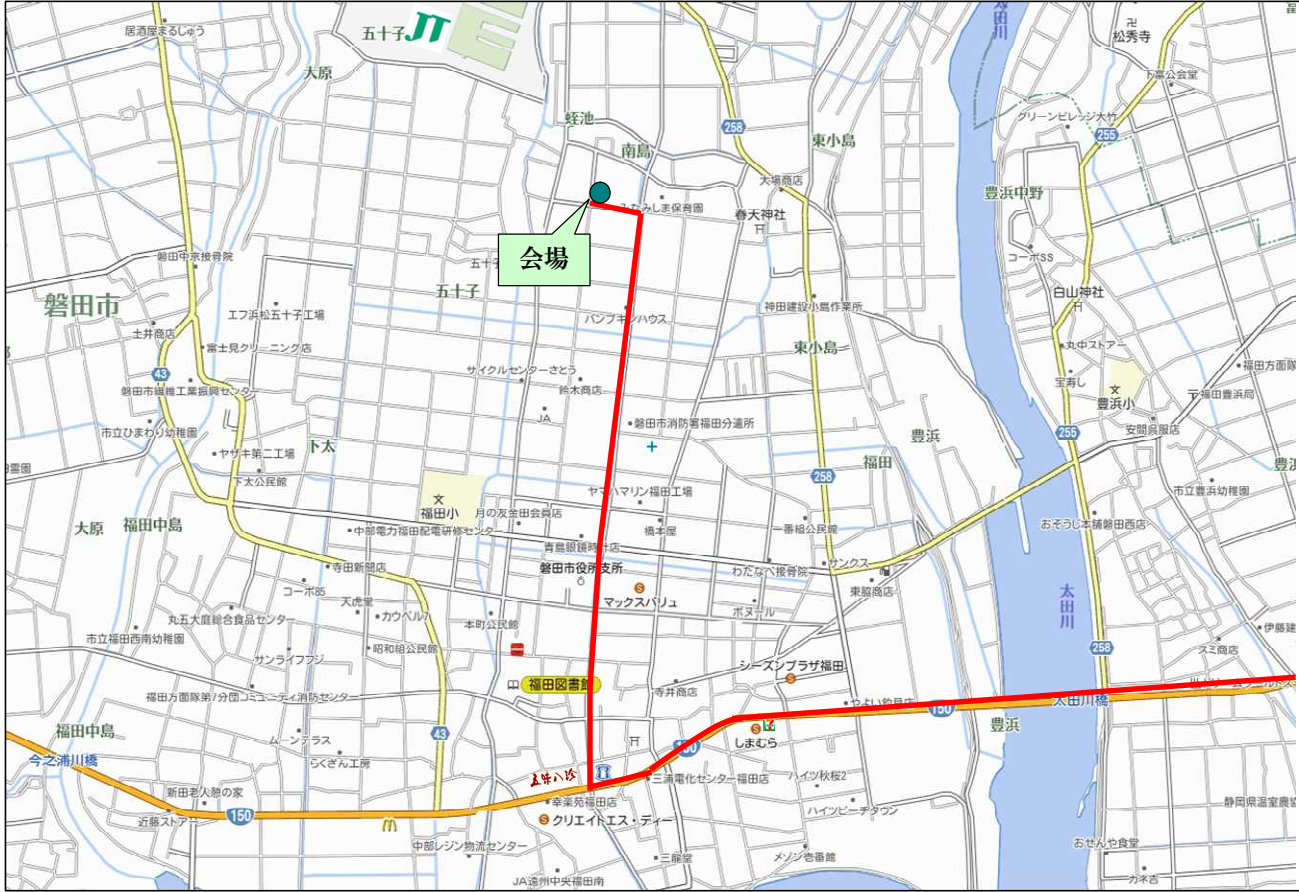 居酒屋まるじゅう
五十子
JT
大原
太田川
卍
松秀寺
下富公会堂
グリーンビレッジ大竹
255
蛭池
258
南島
東小島
大場商店
みなみしま保育園
春天神社
豊浜中野
会場
コーポSS
磐田中京接骨院
五十子
磐田市
エフ浜松五十子工場
パンプキンハウス
神田建設小島作業所
白山神社
土井商店
富士見クリーニング店
東小島
丸中ストアー
43
サイクルセンターさとう
鈴木商店
宝寿し
文
豊浜小
福田方面隊
福田豊浜局
磐田市繊維工業振興センター
JA
磐田市消防署福田分遣所
安間呉服店
255
市立ひまわり幼稚園
下太
豊浜
ヤザキ第二工場
霊園
下太公民館
福田
258
市立豊浜幼稚園
ヤマハマリン福田工場
文
福田小
月の友金田会員店
大原
福田中島
中部電力福田配電研修センタ
橋本屋
一番組公民館
おそうじ本舗磐田西店
青島眼鏡時計店
寺田新聞店
磐田市役所支所
わたなべ接骨院
サンクス
コーポ85
天虎堂
カウベル7
マックスバリュ
ボヌール
東脇商店
太田川
丸五大庭総合食品センター
本町公民館
市立福田西南幼稚園
昭和組公民館
サンライフフジ
伊藤建
258
スミ商店
シーズンプラザ福田
福田図書館
寺井商店
福田方面隊第7分団コミュニティ消防センター
やよい釣具店
150
太田川橋
福田中島
43
しまむら
豊浜
ムーンテラス
らくざん工房
今之浦川橋
150
三浦電化センター福田店
ハイツ秋桜2
新田老人憩の家
幸楽苑福田店
ハイツビーチタウン
静岡県温室農協
近藤ストアー
150
クリエイトエス・ディー
中部レジン物流センター
三龍堂
メゾン壱番館
おせんや食堂
JA遠州中央福田南
カネ吉